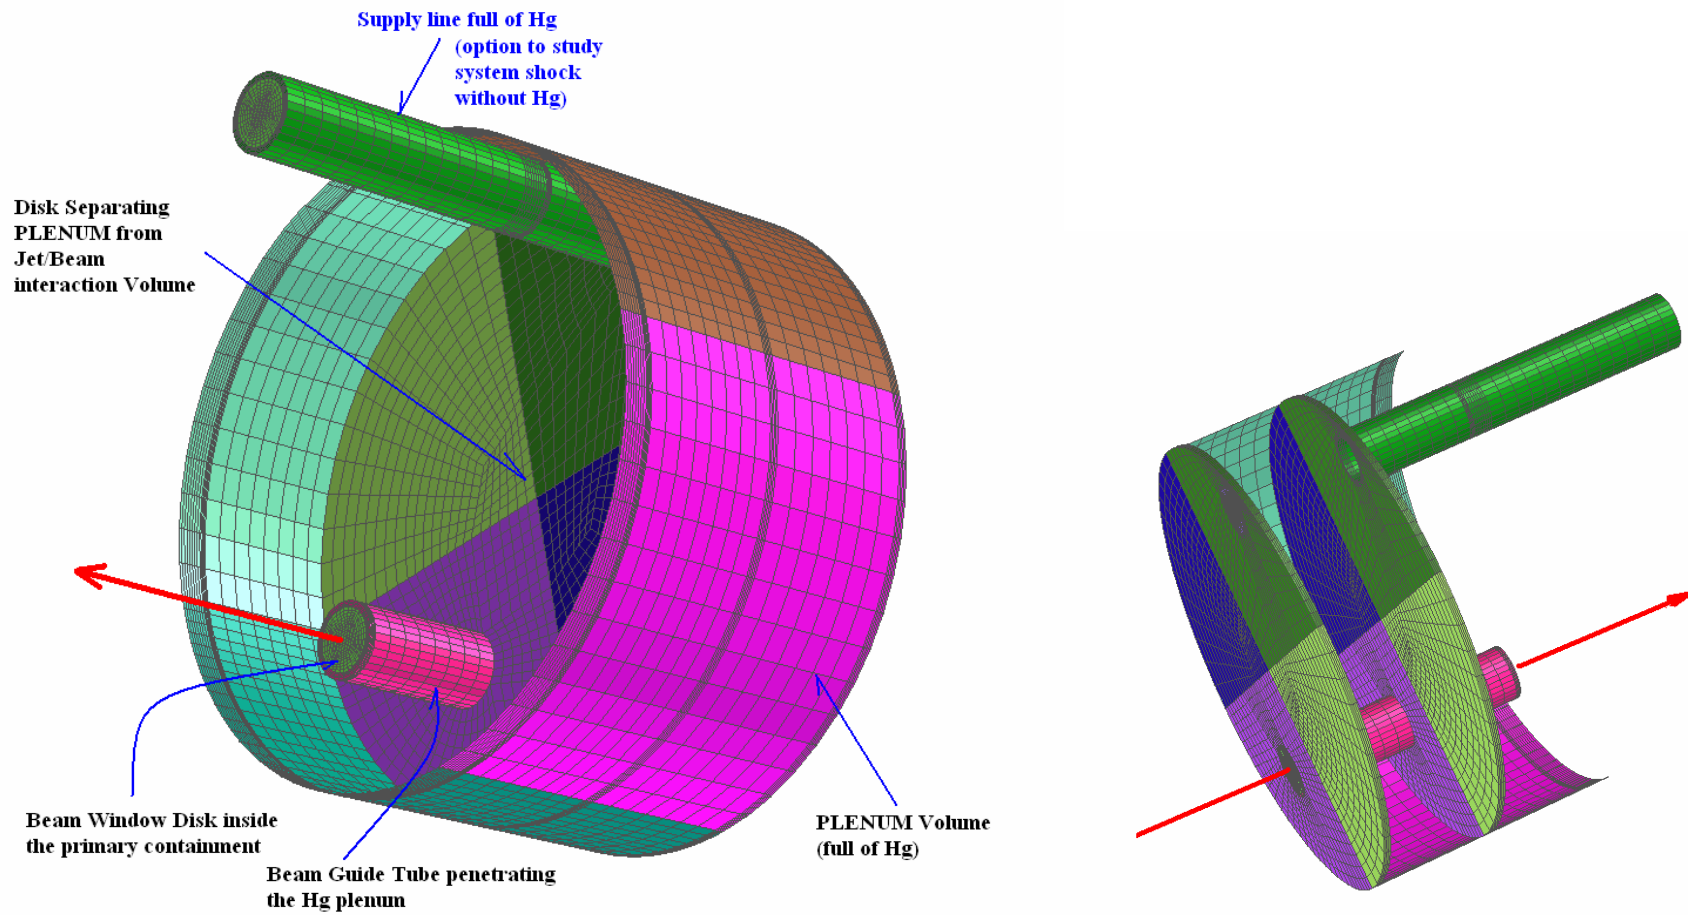 Supply line full of Hg
(option to study
system shock
without Hg)
Disk Separating
PLENUM from
Jet/Beam
interaction Volume
Beam Window Disk inside
the primary containment
Beam Guide Tube penetrating
the Hg plenum
PLENUM Volume
(full of Hg)